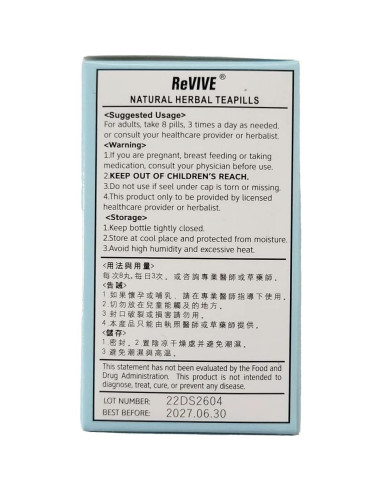 ReVIVE®
NATURAL HERBAL TEAPILLS
<Suggested Usage>
For adults, take 8 pills, 3 times a day as needed.
or consult your healthcare provider or herbalist.
<Warning>
1.If you are pregnant, breast feeding or taking
medication, consult your physician before use.
2.KEEP OUT OF CHILDREN'S REACH.
3.Do not use if seel under cap is torn or missing.
4.This product only to be provided by licensed
healthcare provider or herbalist.
<Storage>
1.Keep bottle tightly closed.
2.Store at cool place and protected from moisture.
3.Avoid high humidity and excessive heat.
<用法與用量>
每次8丸,每日3次。或咨詢專業醫師或草藥師。
<告誡>
1 如果懷孕或哺乳﹐請在專業醫師指導下使用。
2 切勿放在兒童能觸及的地方。
3 封口破裂或損害請勿用。
4 本產品只能由執照醫師或草藥師提供。
<儲存>
1 密封。2 置陰涼干燥處并避免潮濕。
3 避免潮濕與高溫。
This statement has not been evaluated by the Food and
Drug Administration. This product is not intended to
diagnose, treat, cure, or prevent any disease.
LOT NUMBER: 22DS2604
BEST BEFORE: 2027.06.30